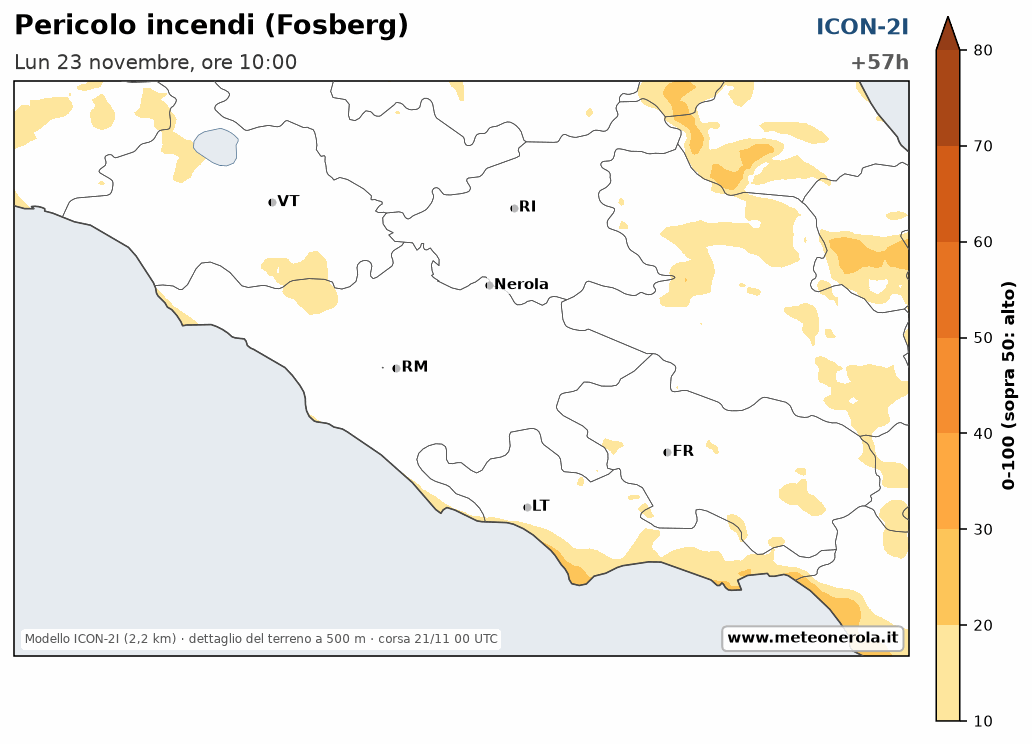 Pericolo incendi (Fosberg)
ICON-2I
Lun 23 novembre, ore 10:00
+57h
VT
RI
Nerola
RM
FR
LT
Modello ICON-2I (2,2 km) · dettaglio del terreno a 500 m · corsa 21/11 00 UTC
www.meteonerola.it
80
70
60
50
40
30
20
10
0-100 (sopra 50: alto)